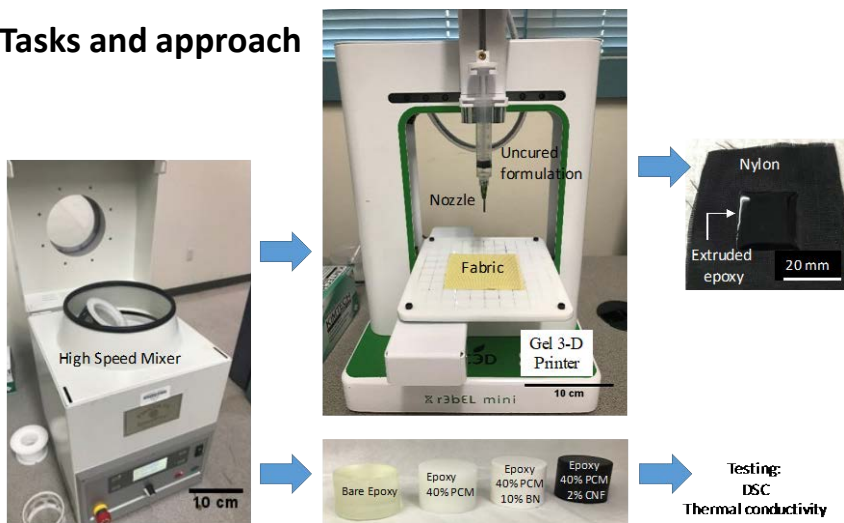 Tasks and approach
High Speed Mixer
10 cm
Uncured
formulation
Nozzle
Fabric
Gel 3-D
Printer
10 cm
r3bEL mini
Nylon
Extruded
epoxy
20 mm
Bare Epoxy
Epoxy
40% PCM
Epoxy
40% PCM
10% BN
Epoxy
40% PCM
2% CNF
Testing:
DSC
Thermal conductivity